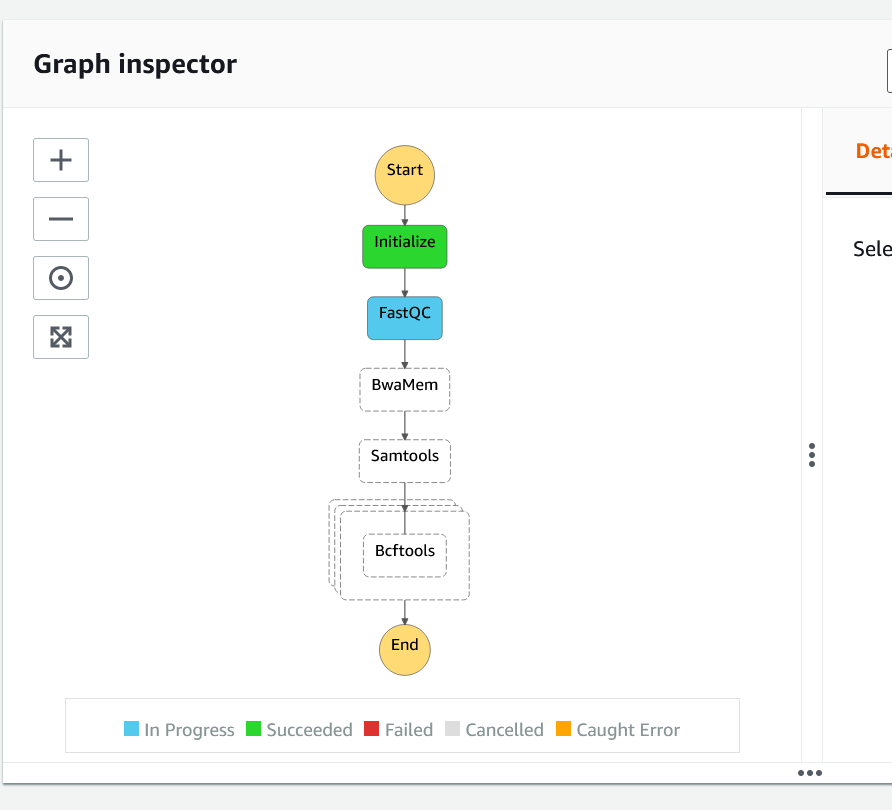 Graph inspector
Start
Initialize
FastQC
BwaMem
Samtools
Bcftools
End
In Progress Succeeded Failed Cancelled Caught Error
Deta
Sele